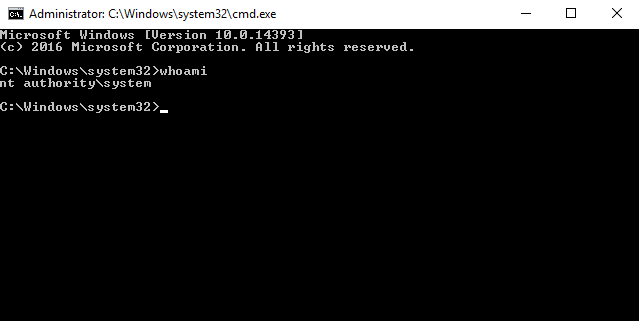 Administrator: C:\Windows\system32\cmd.exe
Microsoft Windows [Version 10.0.14393]
(c) 2016 Microsoft Corporation. All rights reserved.
C:\Windows\system32>whoami
nt authority\system
C:\Windows\system32>